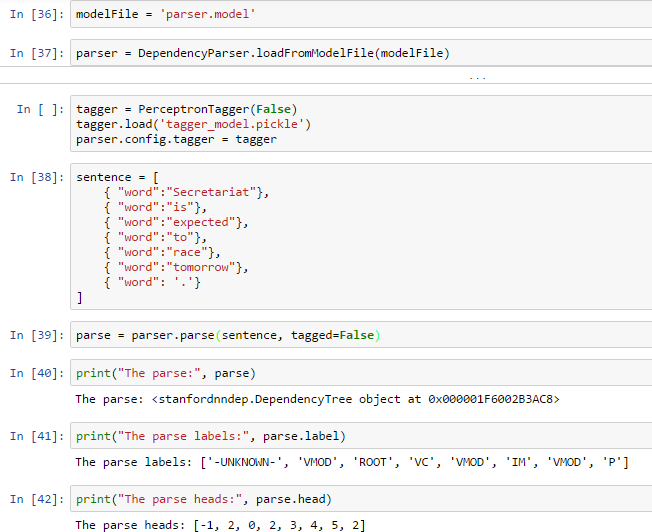 In [36]: modelFile = 'parser.model'
In [37]: parser = DependencyParser.loadFromModelFile(modelFile)
...
In [ ]: tagger = PerceptronTagger(False)
tagger.load('tagger_model.pickle')
parser.config.tagger = tagger
In [38]: sentence = [
{ "word":"Secretariat"},
{ "word":"is"},
{ "word":"expected"},
{ "word":"to"},
{ "word":"race"},
{ "word":"tomorrow"},
{ "word": '.'}
]
In [39]: parse = parser.parse(sentence, tagged=False)
In [40]: print("The parse:", parse)
The parse: <stanfordnndep.DependencyTree object at 0x000001F6002B3AC8>
In [41]: print("The parse labels:", parse.label)
The parse labels: ['-UNKNOWN-', 'VMOD', 'ROOT', 'VC', 'VMOD', 'IM', 'VMOD', 'P']
In [42]: print("The parse heads:", parse.head)
The parse heads: [-1, 2, 0, 2, 3, 4, 5, 2]